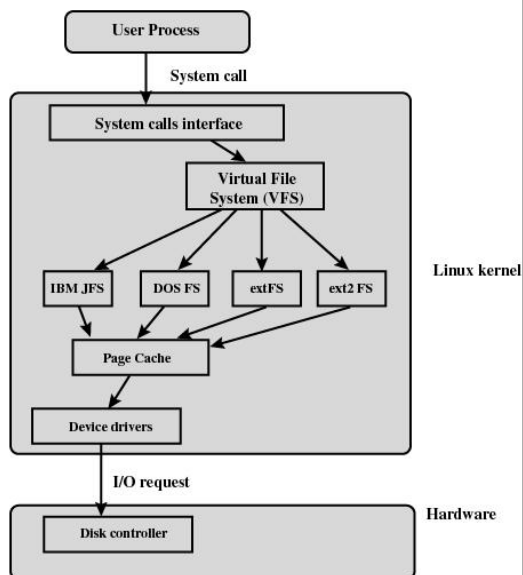 User Process
System call
System calls interface
Virtual File
System (VFS)
Linux kernel
IBM JFS
DOS FS
extFS
ext2 FS
Page Cache
Device drivers
I/O request
Hardware
Disk controller